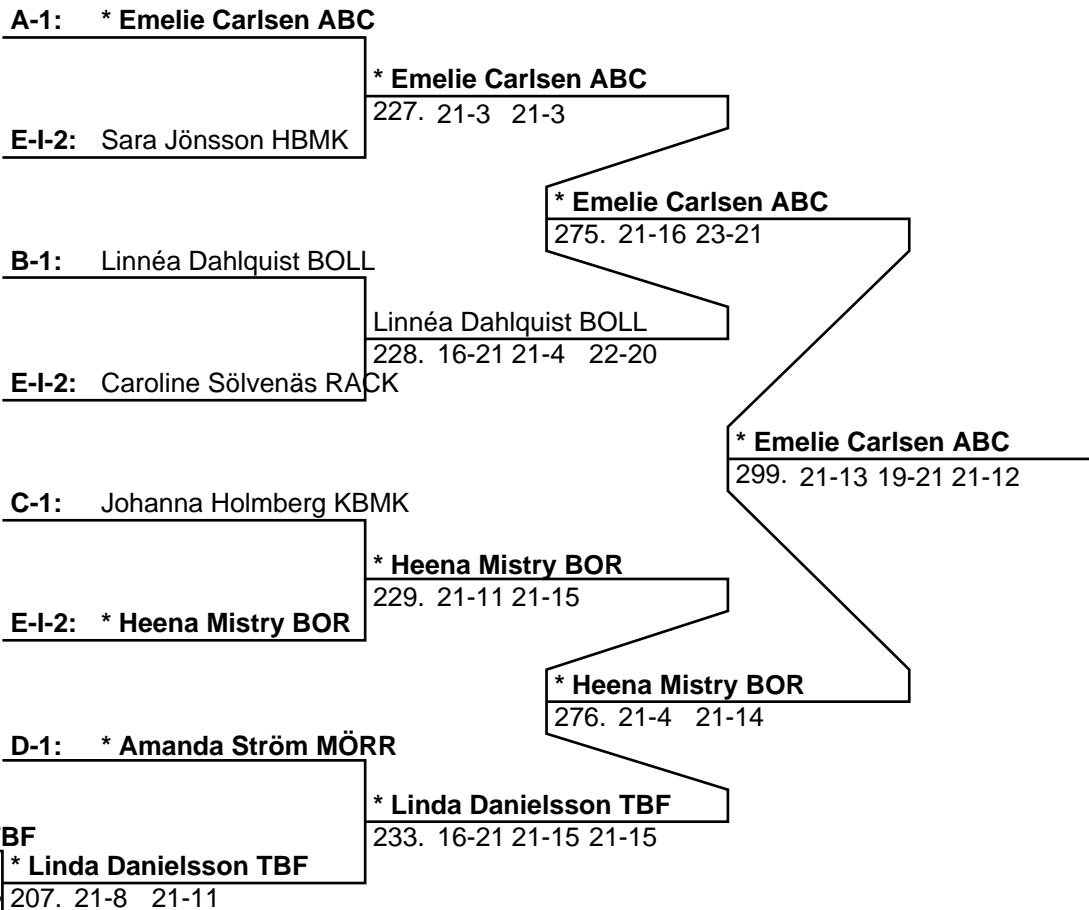 A-1: * Emelie Carlsen ABC
* Emelie Carlsen ABC
227. 21-3 21-3
E-I-2: Sara Jönsson HBMK
* Emelie Carlsen ABC
275. 21-16 23-21
B-1: Linnéa Dahlquist BOLL
Linnéa Dahlquist BOLL
228. 16-21 21-4 22-20
E-I-2: Caroline Sölvenäs RACK
* Emelie Carlsen ABC
299. 21-13 19-21 21-12
C-1: Johanna Holmberg KBMK
* Heena Mistry BOR
229. 21-11 21-15
E-I-2: * Heena Mistry BOR
* Heena Mistry BOR
276. 21-4 21-14
D-1: * Amanda Ström MÖRR
* Linda Danielsson TBF
233. 16-21 21-15 21-15
BF
* Linda Danielsson TBF
207. 21-8 21-11